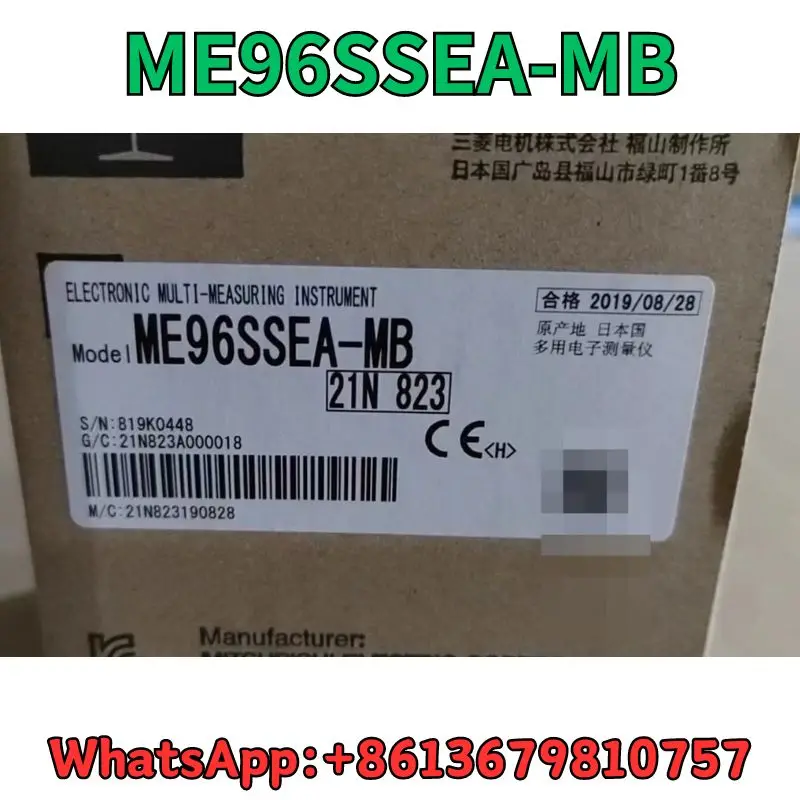 ME96SSEA-MB
三菱电机株式会社 福山制作所
日本国广岛县福山市绿町1番8号
ELECTRONIC MULTI-MEASURING INSTRUMENT
合格 2019/08/28
Model ME96SSEA-MB
原产地 日本国
多用电子测量仪
21N 823
S/N:819K0448
G/C:21N823A000018
CE<H>
M/C:21N823190828
Manufacturer:
MITSUBISHI ELECTRIC
WhatsApp:+8613679810757